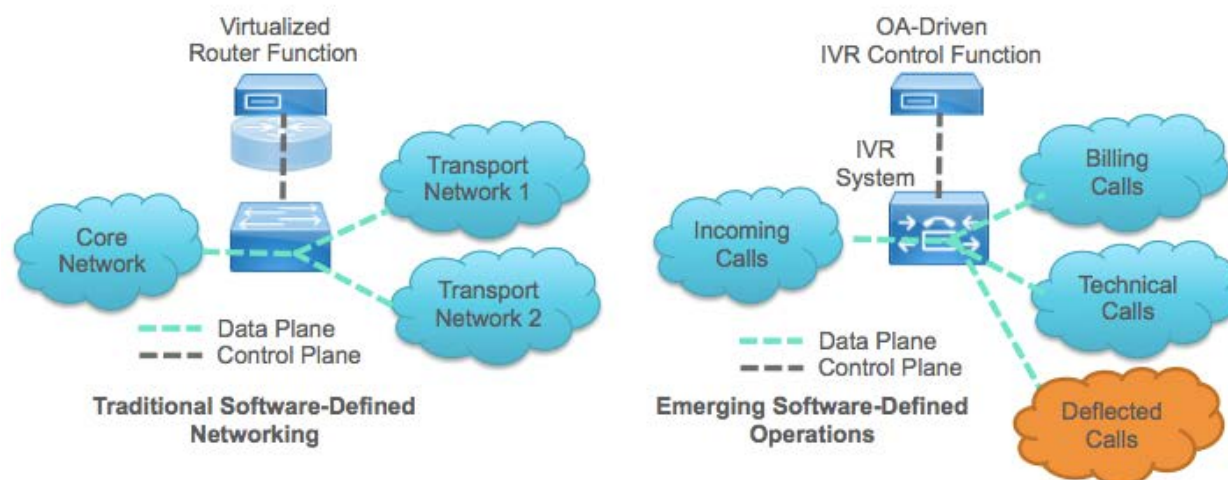 Virtualized
Router Function
Core
Network
Transport
Network 1
Transport
Network 2
Data Plane
Control Plane
Traditional Software-Defined
Networking
OA-Driven
IVR Control Function
IVR
System
Incoming
Calls
Billing
Calls
Technical
Calls
Deflected
Calls
Data Plane
Control Plane
Emerging Software-Defined
Operations